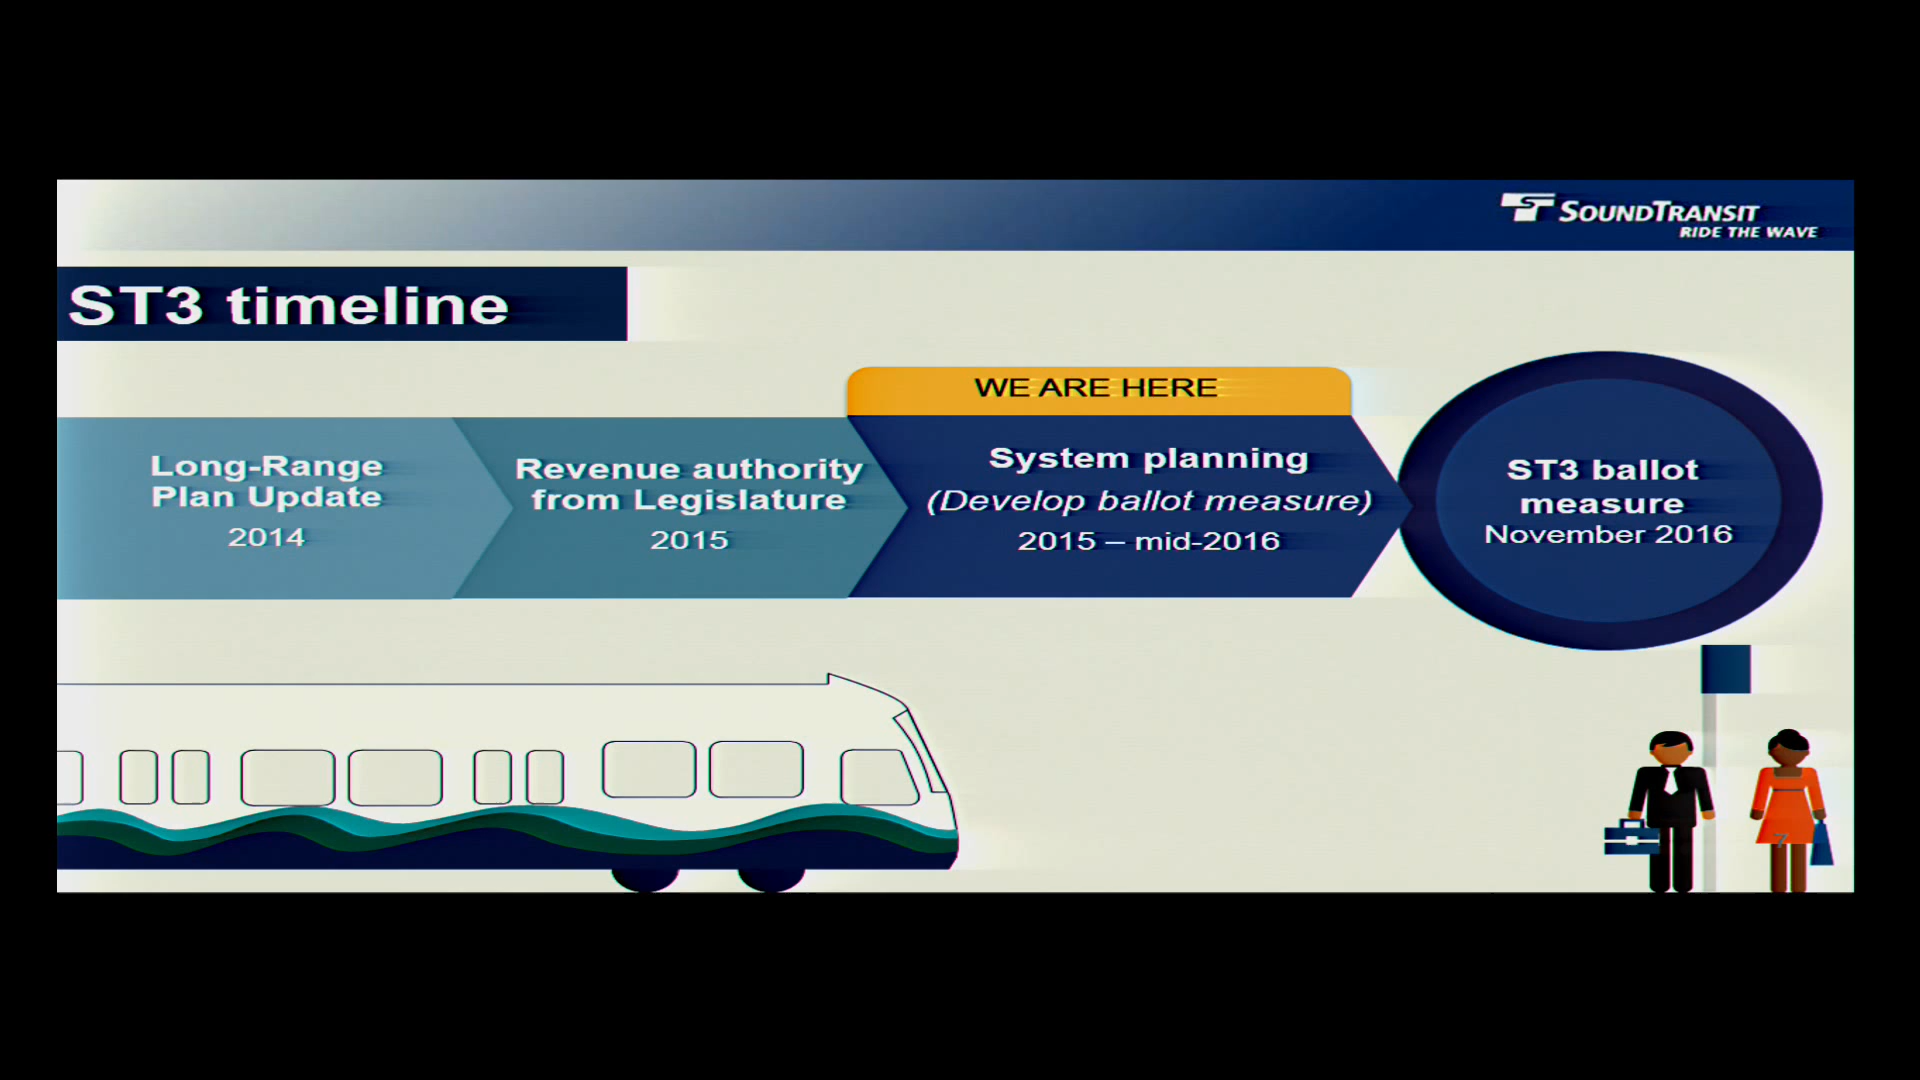 SOUNDTRANSIT
RIDE THE WAVE
ST3 timeline
WE ARE HERE
Long-Range
Plan Update
2014
Revenue authority
from Legislature
2015
System planning
(Develop ballot measure)
2015 – mid-2016
ST3 ballot
measure
November 2016
7